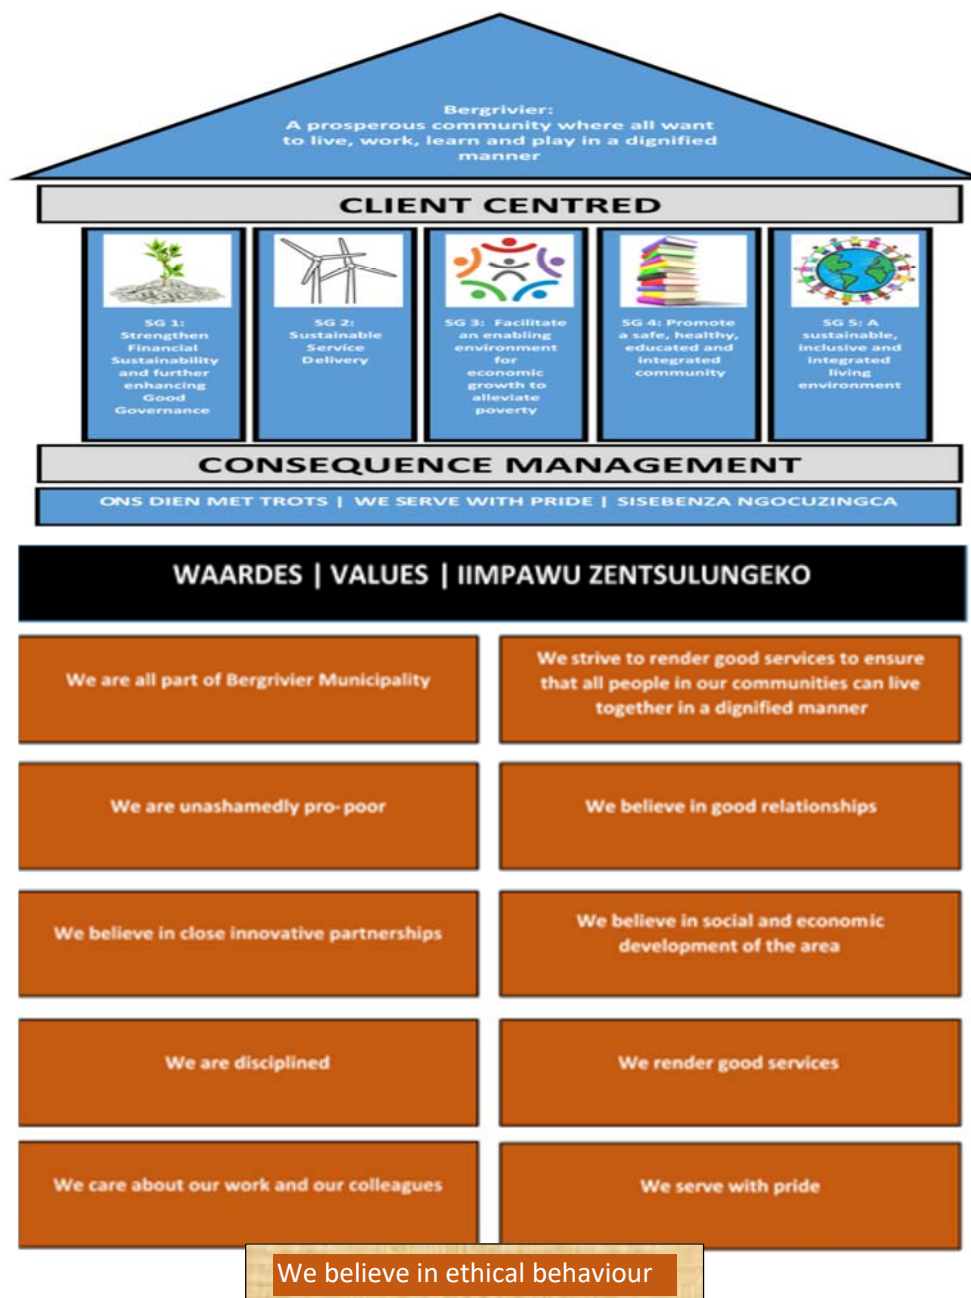 Bergrivier:
A prosperous community where all want
to live, work, learn and play in a dignified
manner
CLIENT CENTRED
SG 1:
Strengthen
Financial
Sustainability
and further
enhancing
Good
Governance
SG 2:
Sustainable
Service
Delivery
SG 3: Facilitate
an enabling
environment
for
economic
growth to
alleviate
poverty
SG 4: Promote
a safe, healthy,
educated and
integrated
community
SG 5: A
sustainable,
inclusive and
integrated
living
environment
CONSEQUENCE MANAGEMENT
ONS DIEN MET TROTS | WE SERVE WITH PRIDE | SISEBENZA NGOCUZINGCA
WAARDES | VALUES | IIMPAWU ZENTSULUNGEKO
We are all part of Bergrivier Municipality
We strive to render good services to ensure
that all people in our communities can live
together in a dignified manner
We are unashamedly pro-poor
We believe in good relationships
We believe in close innovative partnerships
We believe in social and economic
development of the area
We are disciplined
We render good services
We care about our work and our colleagues
We serve with pride
We believe in ethical behaviour